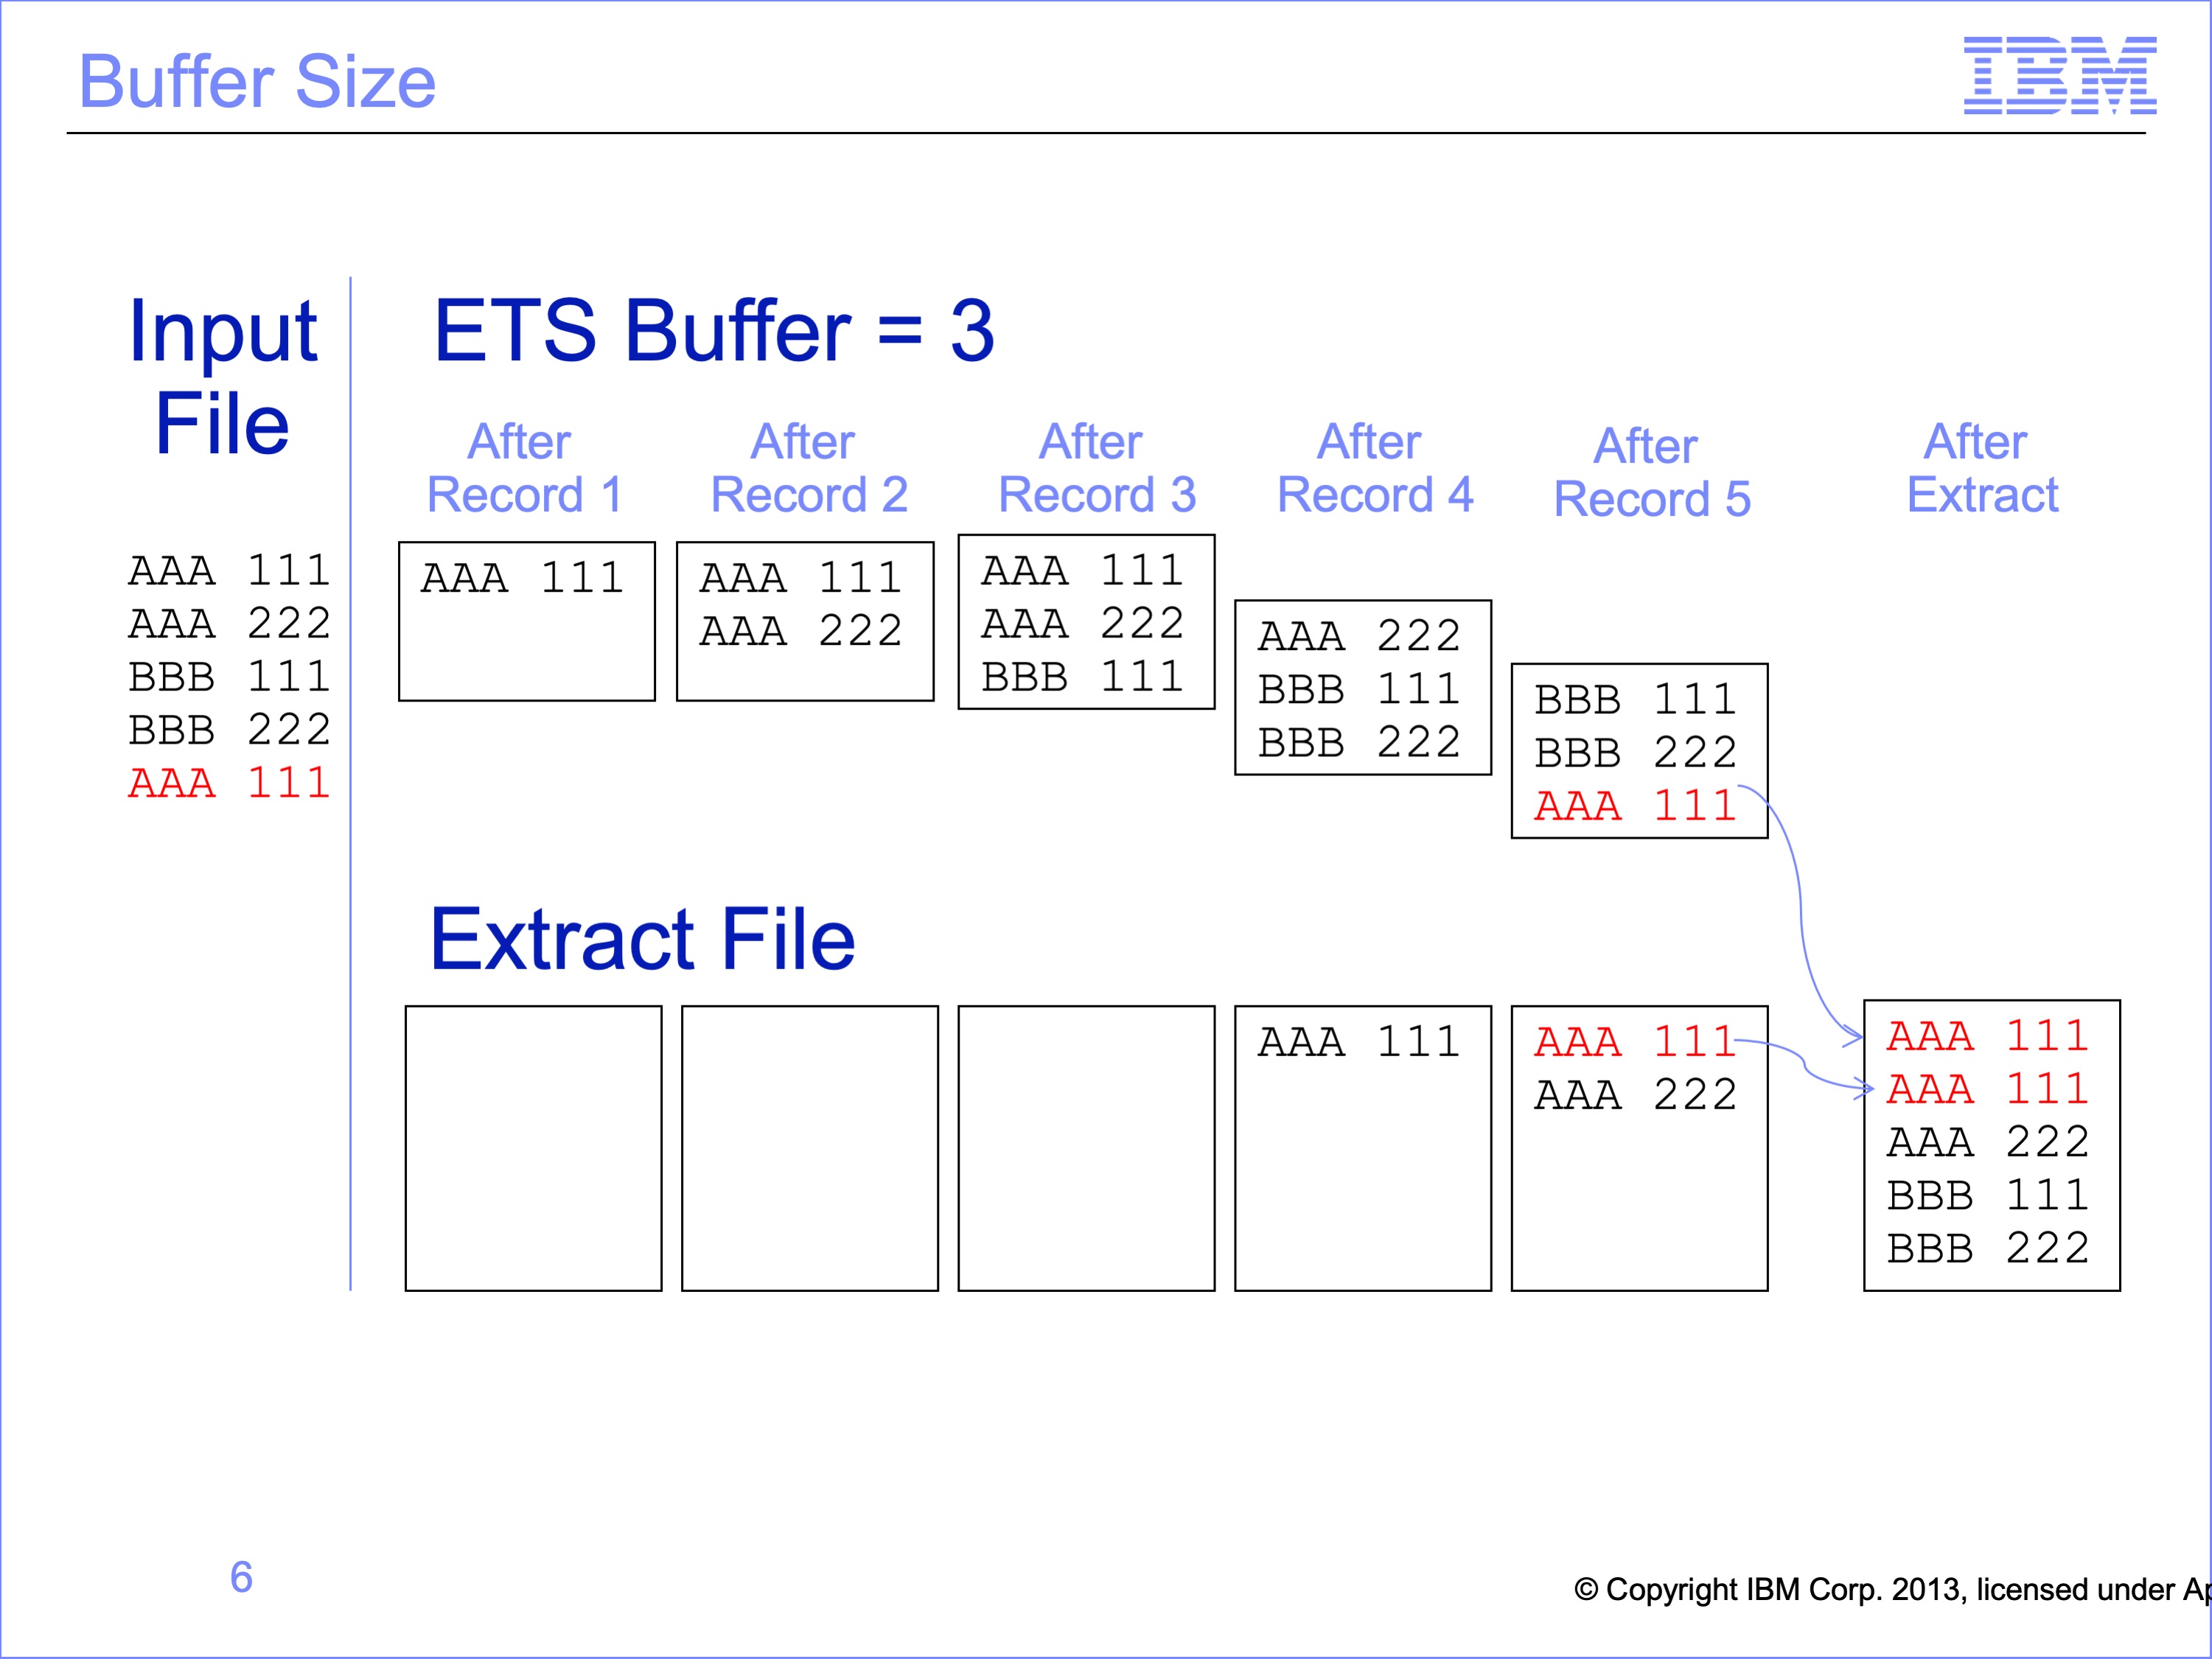 Buffer Size
IBM
Input
File
ETS Buffer = 3
After
Record 1
After
Record 2
After
Record 3
After
Record 4
After
Record 5
After
Extract
AAA 111
AAA 222
BBB 111
BBB 222
AAA 111
AAA 111
AAA 111
AAA 222
AAA 111
AAA 222
BBB 111
AAA 222
BBB 111
BBB 222
BBB 111
BBB 222
AAA 111
Extract File
AAA 111
AAA 111
AAA 222
AAA 111
AAA 111
AAA 222
BBB 111
BBB 222
6
© Copyright IBM Corp. 2013, licensed under